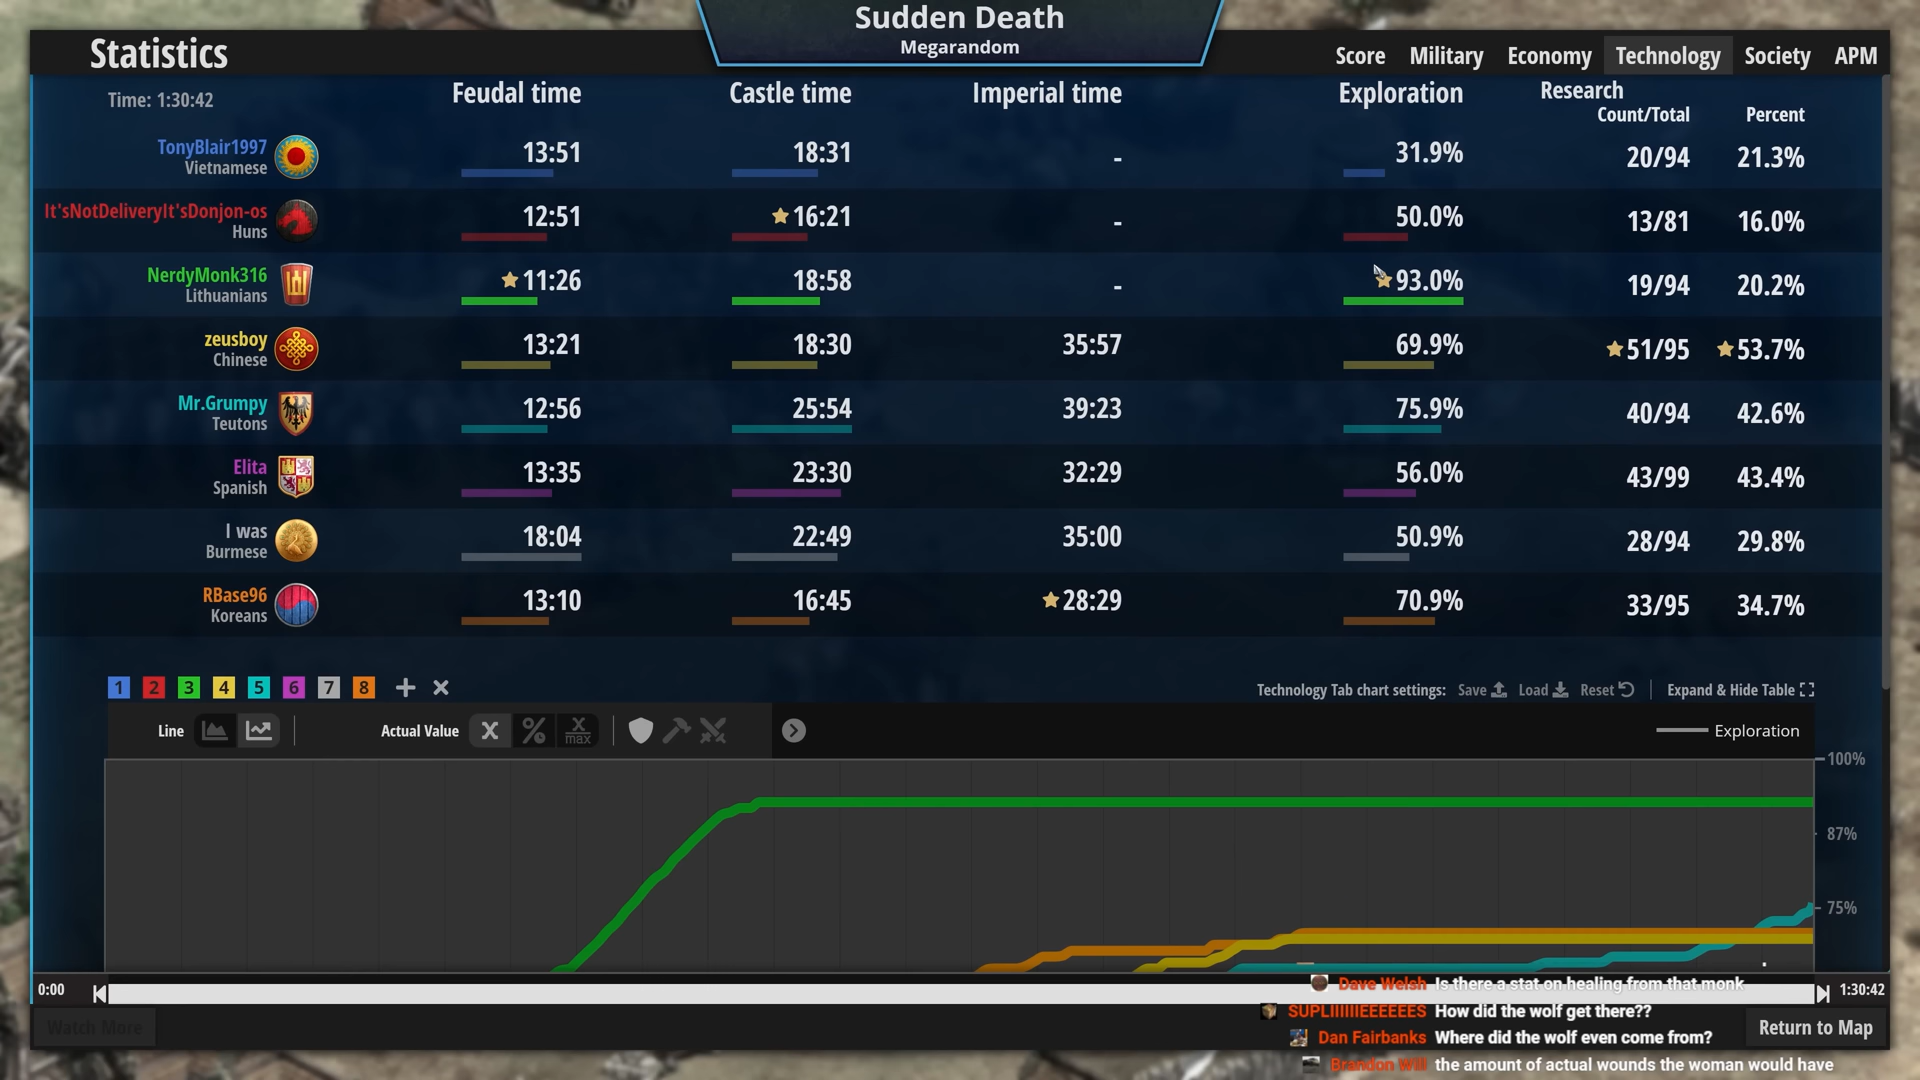 Sudden Death
Megarandom
Statistics
Score Military Economy Technology Society APM
Time: 1:30:42
Feudal time Castle time Imperial time Exploration Research
Count/Total Percent
TonyBlair1997
Vietnamese
13:51 18:31 - 31.9% 20/94 21.3%
It'sNotDeliveryIt'sDonjon-os
Huns
12:51 16:21 - 50.0% 13/81 16.0%
NerdyMonk316
Lithuanians
11:26 18:58 - 93.0% 19/94 20.2%
zeusboy
Chinese
13:21 18:30 35:57 69.9% 51/95 53.7%
Mr.Grumpy
Teutons
12:56 25:54 39:23 75.9% 40/94 42.6%
Elita
Spanish
13:35 23:30 32:29 56.0% 43/99 43.4%
I was
Burmese
18:04 22:49 35:00 50.9% 28/94 29.8%
RBase96
Koreans
13:10 16:45 28:29 70.9% 33/95 34.7%
1 2 3 4 5 6 7 8
Technology Tab chart settings: Save Load Reset Expand & Hide Table
Line Actual Value X % X max
Exploration
100%
87%
75%
0:00
1:30:42
Watch More
Return to Map
Dave Welsh Is there a stat on healing from that monk
SUPLIIIIIIEEEEEES How did the wolf get there??
Dan Fairbanks Where did the wolf even come from?
Brandon Will the amount of actual wounds the woman would have